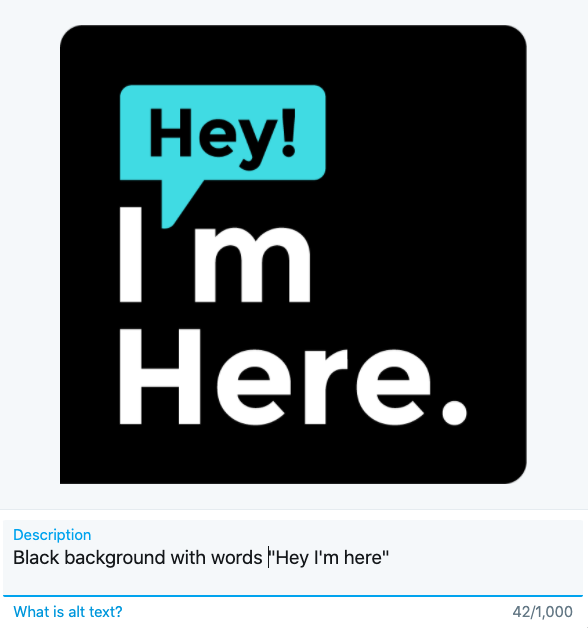 Hey!
I'm
Here.
Description
Black background with words "Hey I'm here"
What is alt text? 42/1,000